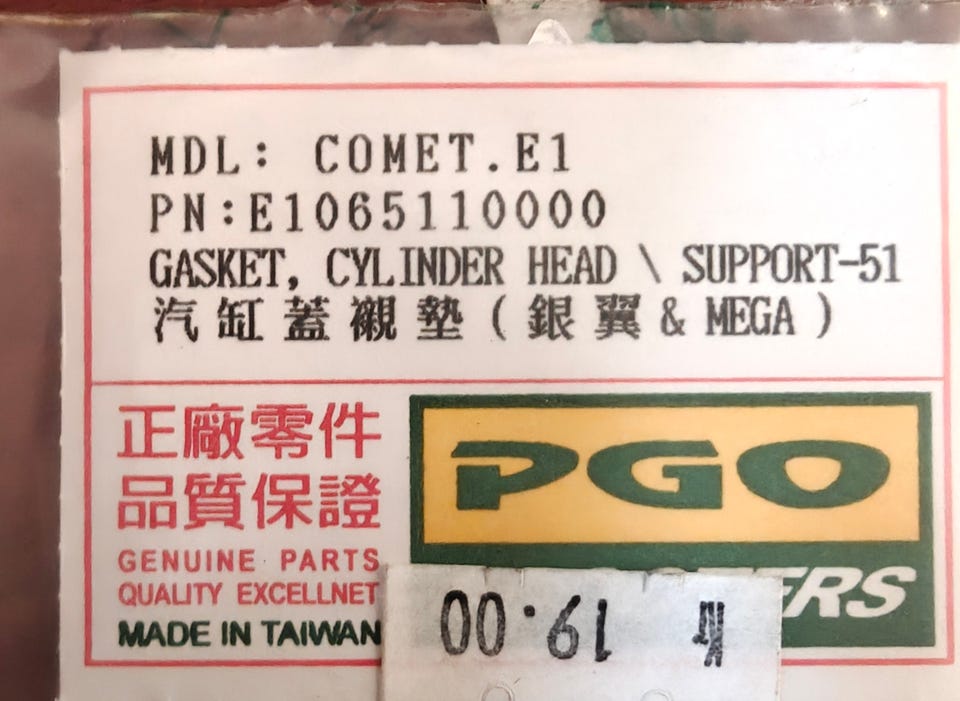 MDL: COMET.E1
PN:E1065110000
GASKET, CYLINDER HEAD \ SUPPORT-51
汽缸蓋襯墊(銀翼 & MEGA)
正廠零件
品質保證
GENUINE PARTS
QUALITY EXCELLNET
MADE IN TAIWAN
PGO
ERS
19.00